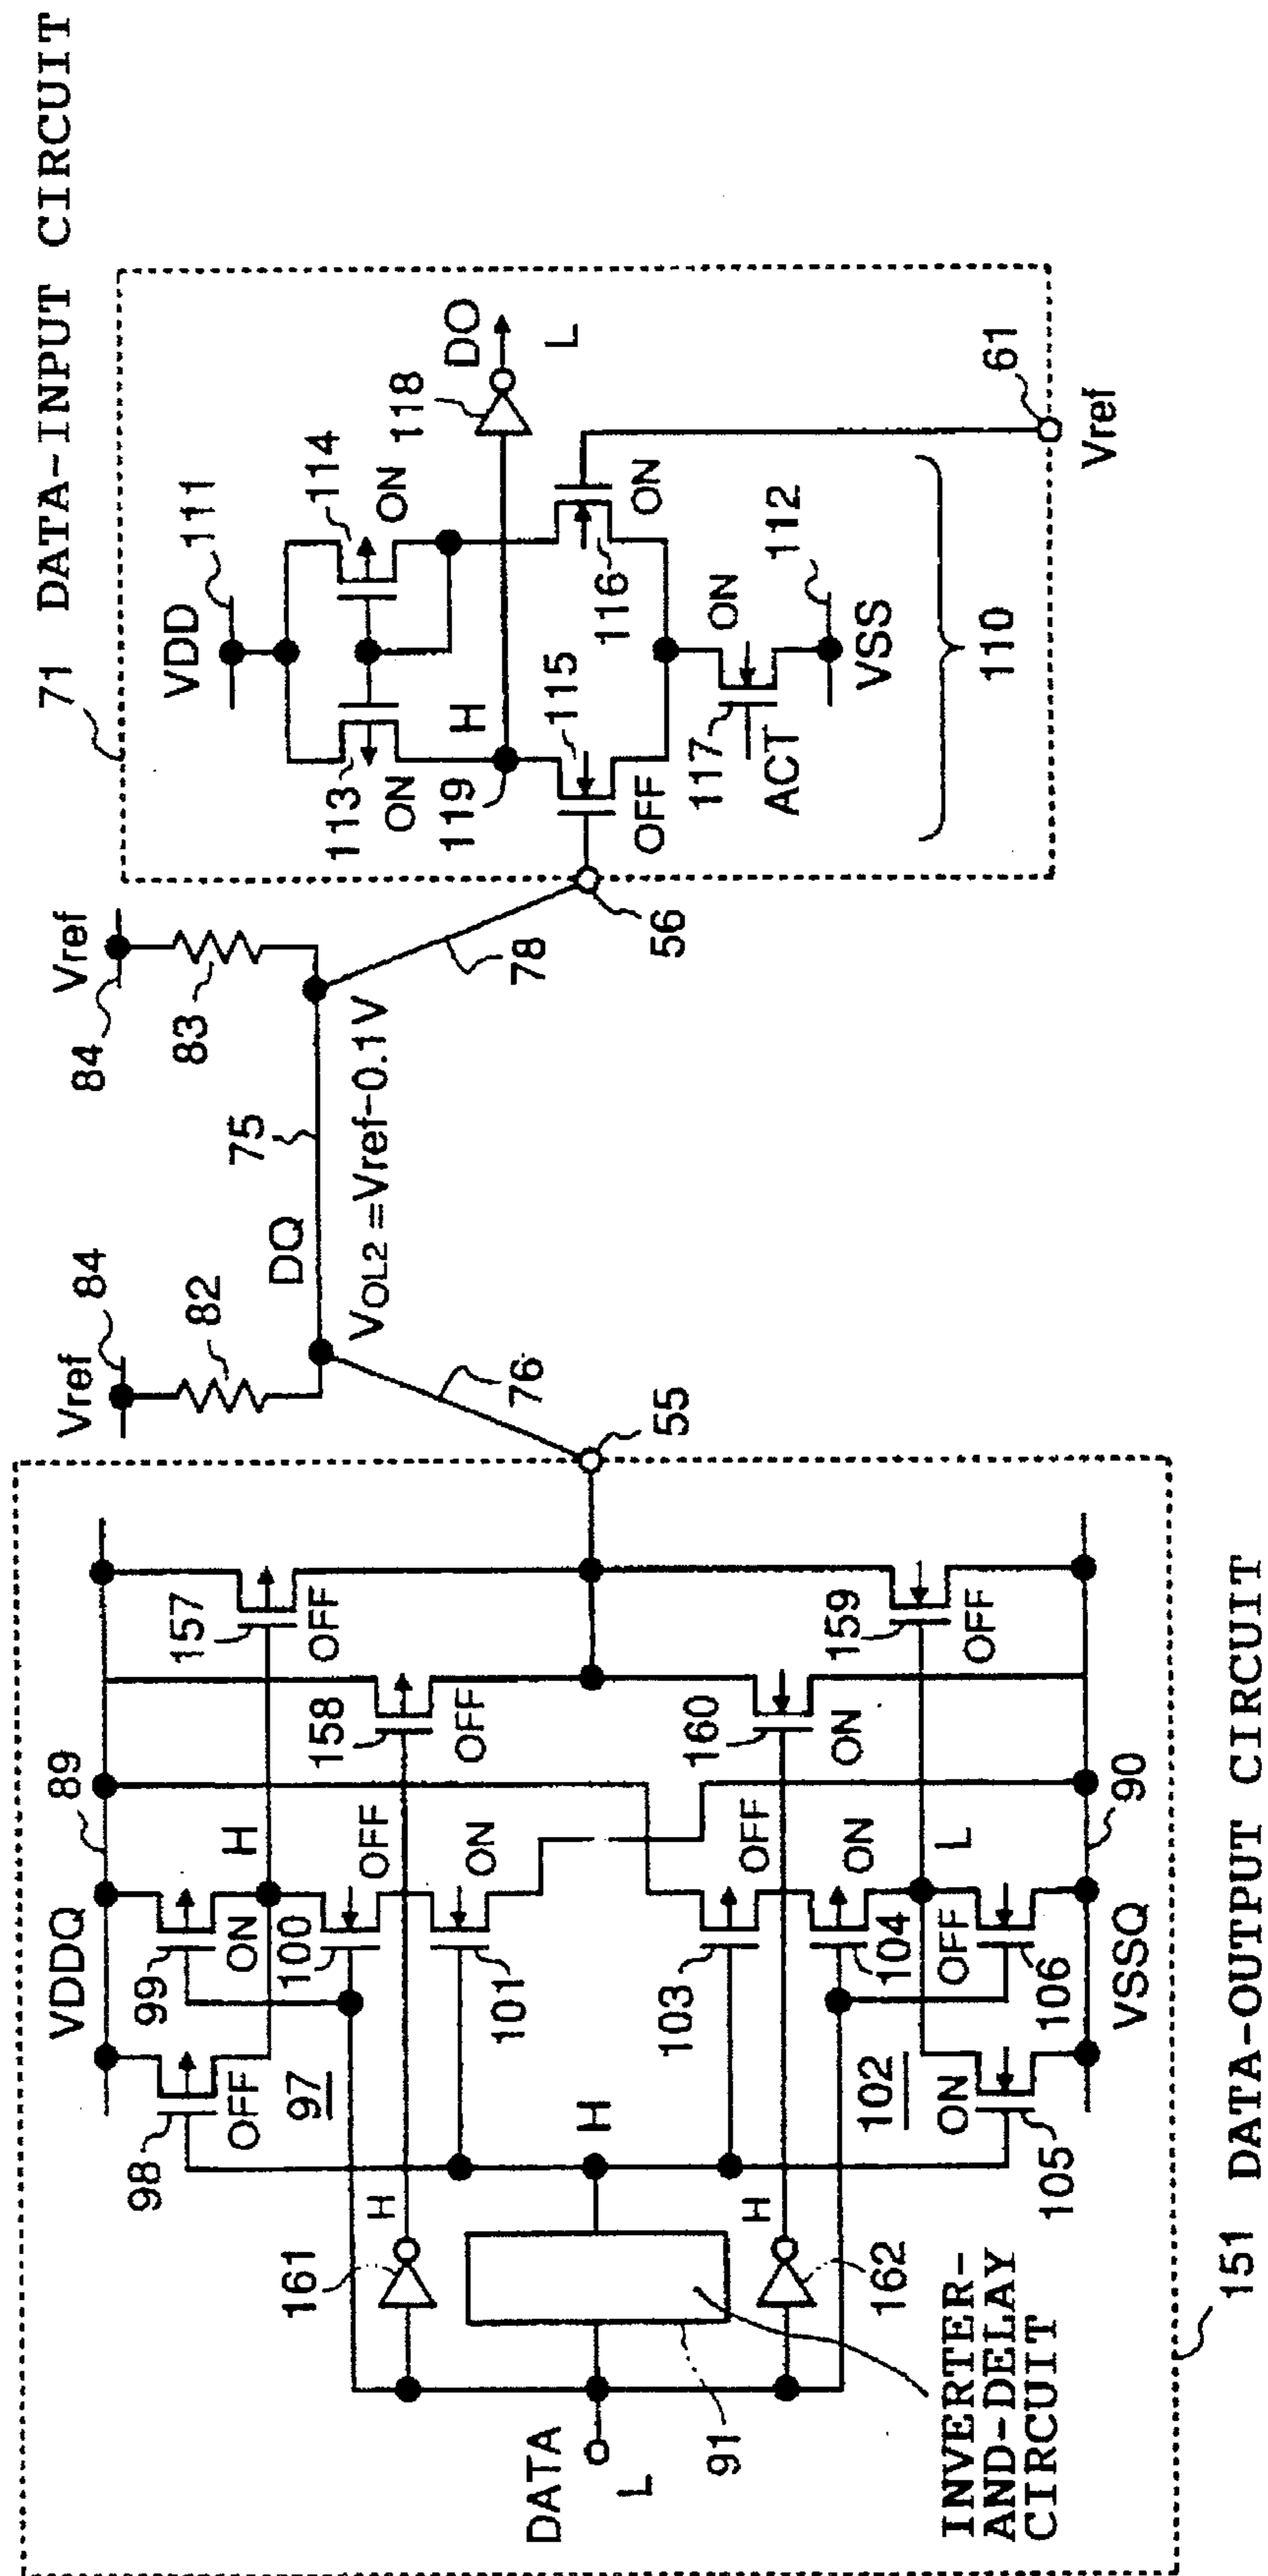 71 DATA-INPUT CIRCUIT
VDD
111
114
ON
113
ON
H
119
118
DO
L
115
OFF
116
ON
61
Vref
117
ON
ACT
112
VSS
110
Vref
84
83
78
56
75
DQ
VOL2 =Vref-0.1V
Vref
84
82
76
55
VDDQ
89
157
OFF
H
99
ON
98
OFF
97
100
OFF
158
OFF
101
ON
161
H
DATA
L
91
H
162
H
103
OFF
160
ON
104
ON
159
OFF
L
102
ON
105
OFF
106
VSSQ
90
INVERTER-
AND-DELAY
CIRCUIT
151 DATA-OUTPUT CIRCUIT